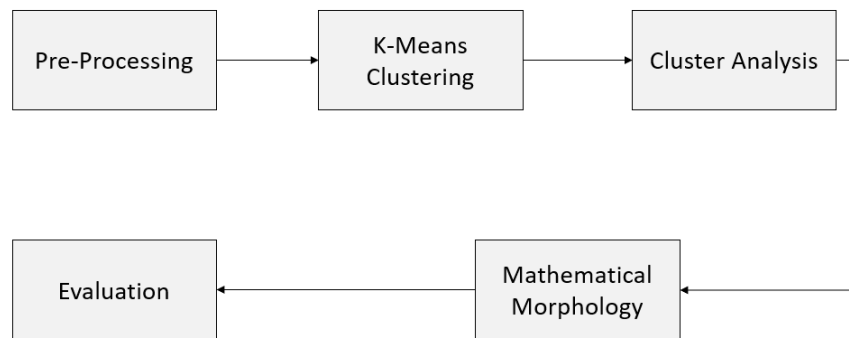 Pre-Processing
K-Means
Clustering
Cluster Analysis
Mathematical
Morphology
Evaluation